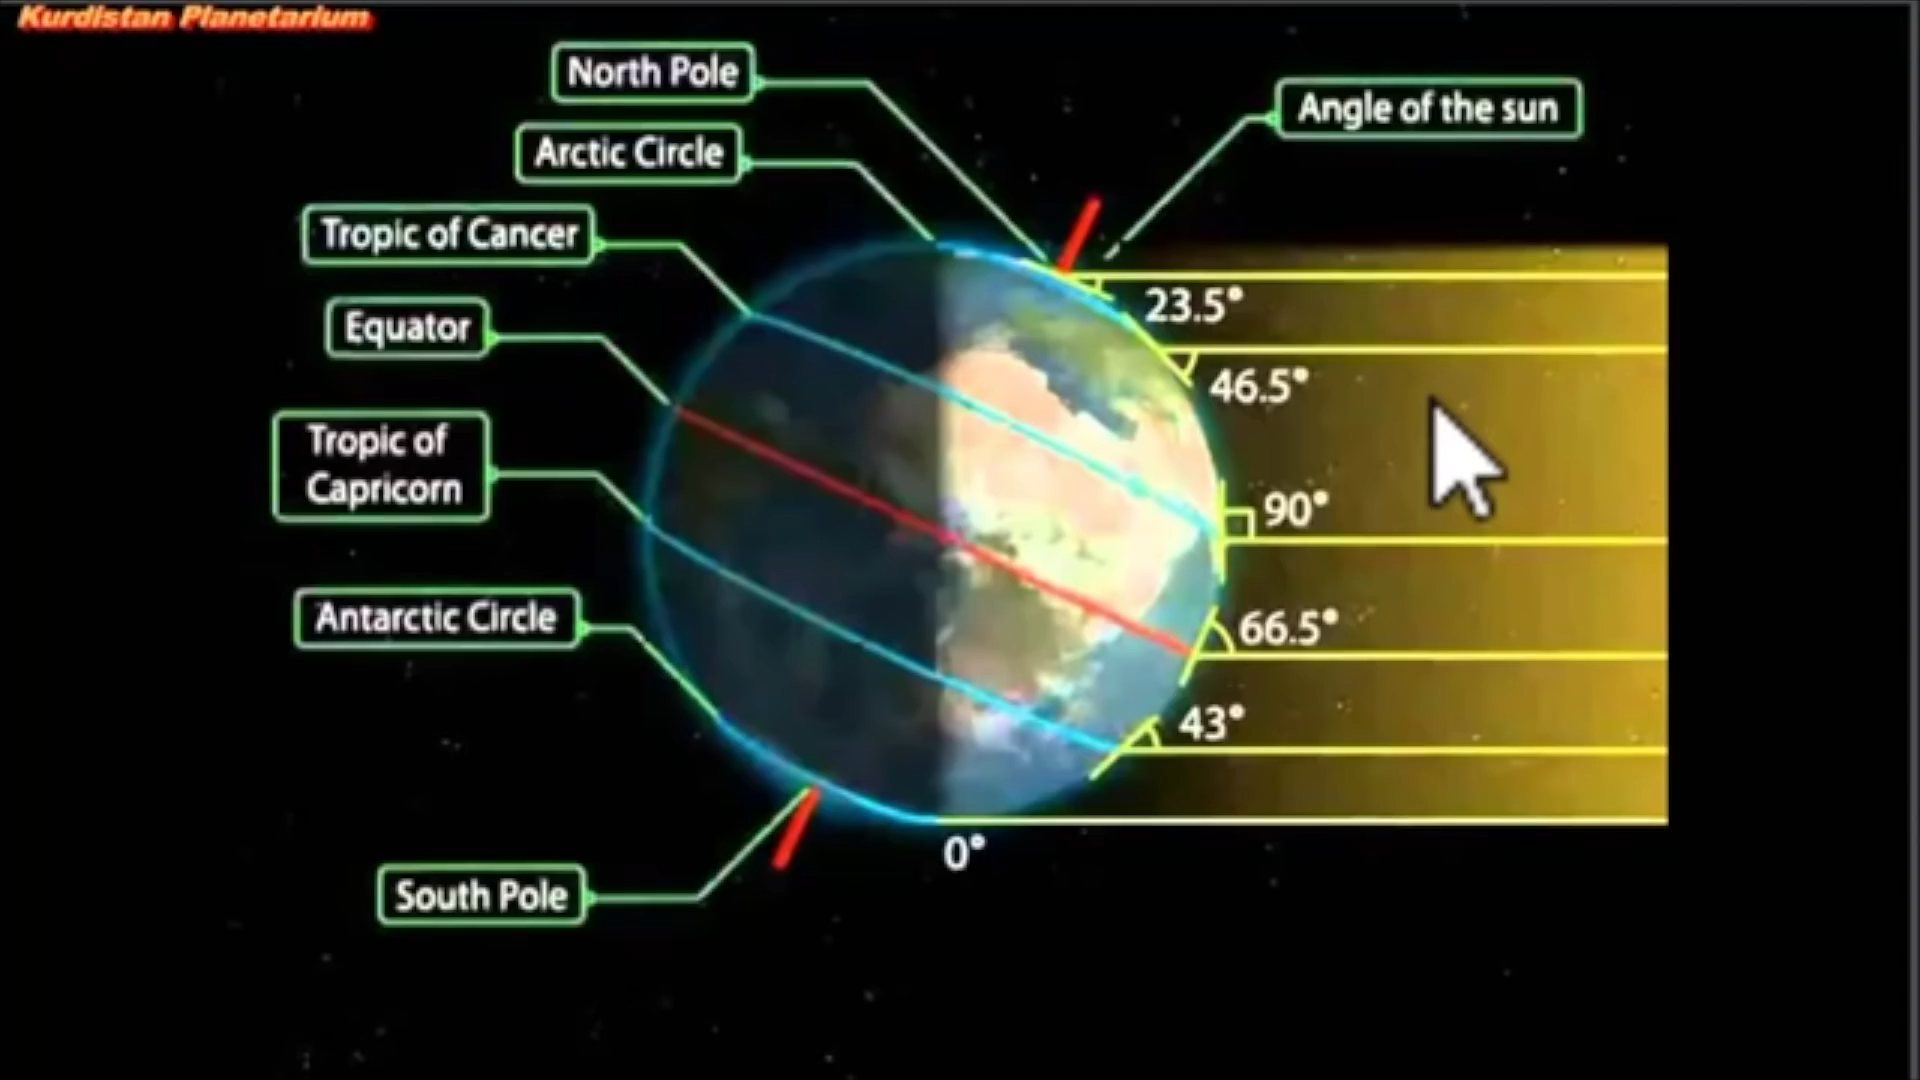 Kurdistan Planetarium
North Pole
Angle of the sun
Arctic Circle
Tropic of Cancer
23.5°
Equator
46.5°
Tropic of
Capricorn
90°
Antarctic Circle
66.5°
43°
0°
South Pole